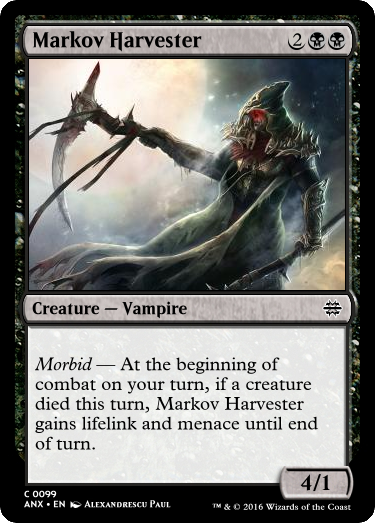 Markov Harvester 2
Creature — Vampire
Morbid — At the beginning of
combat on your turn, if a creature
died this turn, Markov Harvester
gains lifelink and menace until end
of turn.
4/1
C 0099
ANX • EN Alexandrescu Paul
™ & © 2016 Wizards of the Coast